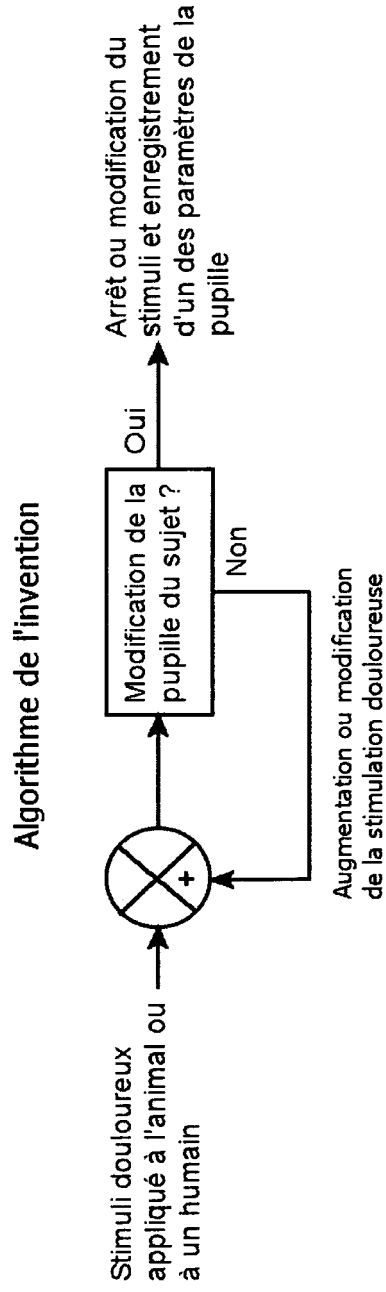 Algorithme de l'invention
Stimuli douloureux
appliqué à l'animal ou
à un humain
+
Modification de la
pupille du sujet ?
Oui
Non
Arrêt ou modification du
stimuli et enregistrement
d'un des paramètres de la
pupille
Augmentation ou modification
de la stimulation douloureuse